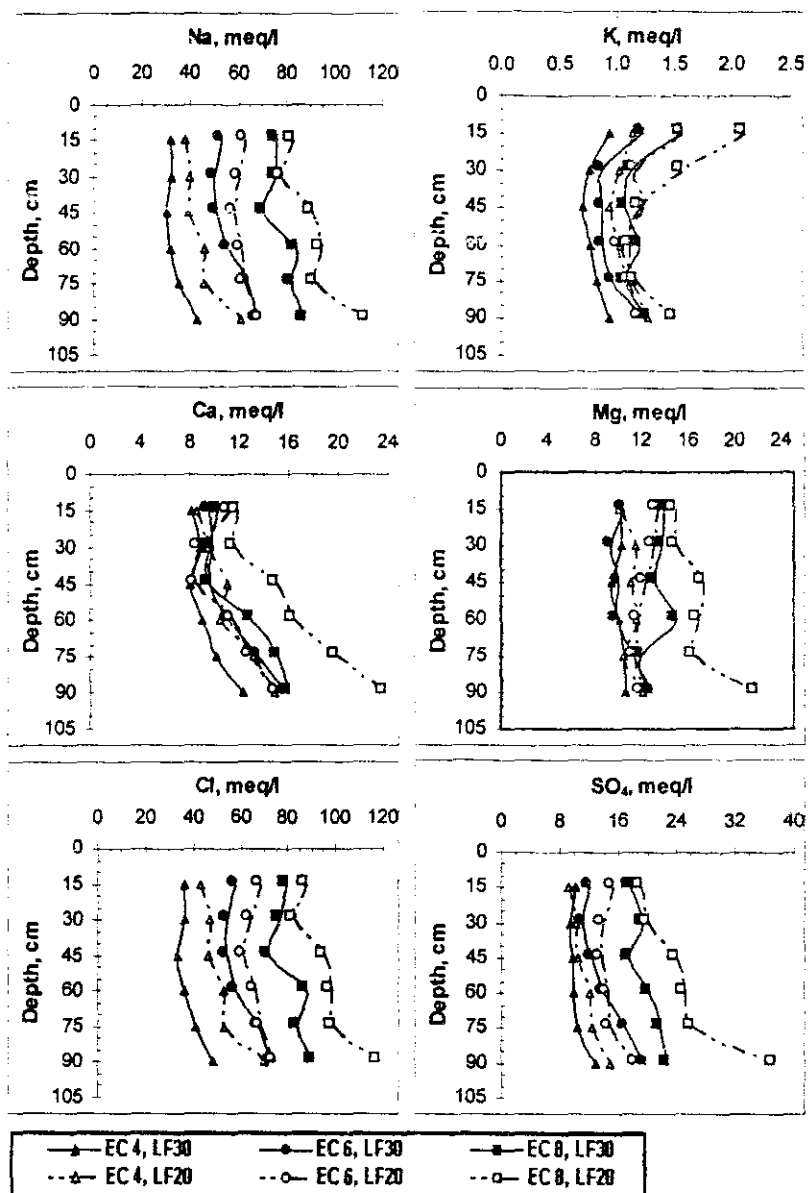 Na, meq/l
0 20 40 60 80 100 120
0
15
30
45
60
75
90
105
Depth, cm
K, meq/l
0.0 0.5 1.0 1.5 2.0 2.5
0
15
30
45
60
75
90
105
Depth, cm
Ca, meq/l
0 4 8 12 16 20 24
0
15
30
45
60
75
90
105
Depth, cm
Mg, meq/l
0 4 8 12 16 20 24
0
15
30
45
60
75
90
105
Depth, cm
Cl, meq/l
0 20 40 60 80 100 120
0
15
30
45
60
75
90
105
Depth, cm
SO₄, meq/l
0 8 16 24 32 40
0
15
30
45
60
75
90
105
Depth, cm
EC 4, LF30 EC 6, LF30 EC 8, LF30
EC 4, LF20 EC 6, LF20 EC 8, LF20